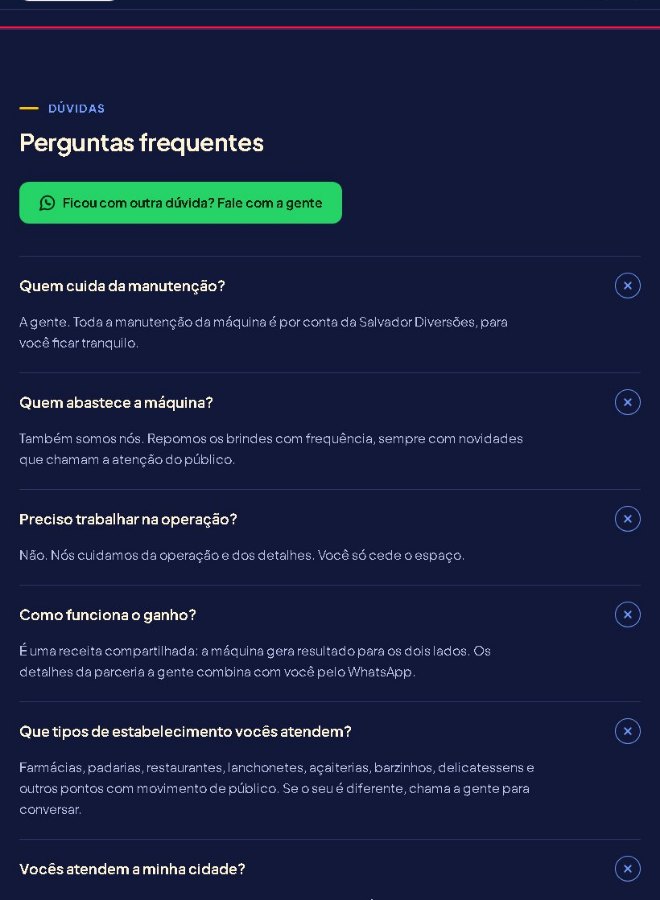 DÚVIDAS
Perguntas frequentes
Ficou com outra dúvida? Fale com a gente
Quem cuida da manutenção?
A gente. Toda a manutenção da máquina é por conta da Salvador Diversões, para
você ficar tranquilo.
Quem abastece a máquina?
Também somos nós. Repomos os brindes com frequência, sempre com novidades
que chamam a atenção do público.
Preciso trabalhar na operação?
Não. Nós cuidamos da operação e dos detalhes. Você só cede o espaço.
Como funciona o ganho?
É uma receita compartilhada: a máquina gera resultado para os dois lados. Os
detalhes da parceria a gente combina com você pelo WhatsApp.
Que tipos de estabelecimento vocês atendem?
Farmácias, padarias, restaurantes, lanchonetes, açaiterias, barzinhos, delicatessens e
outros pontos com movimento de público. Se o seu é diferente, chama a gente para
conversar.
Vocês atendem a minha cidade?